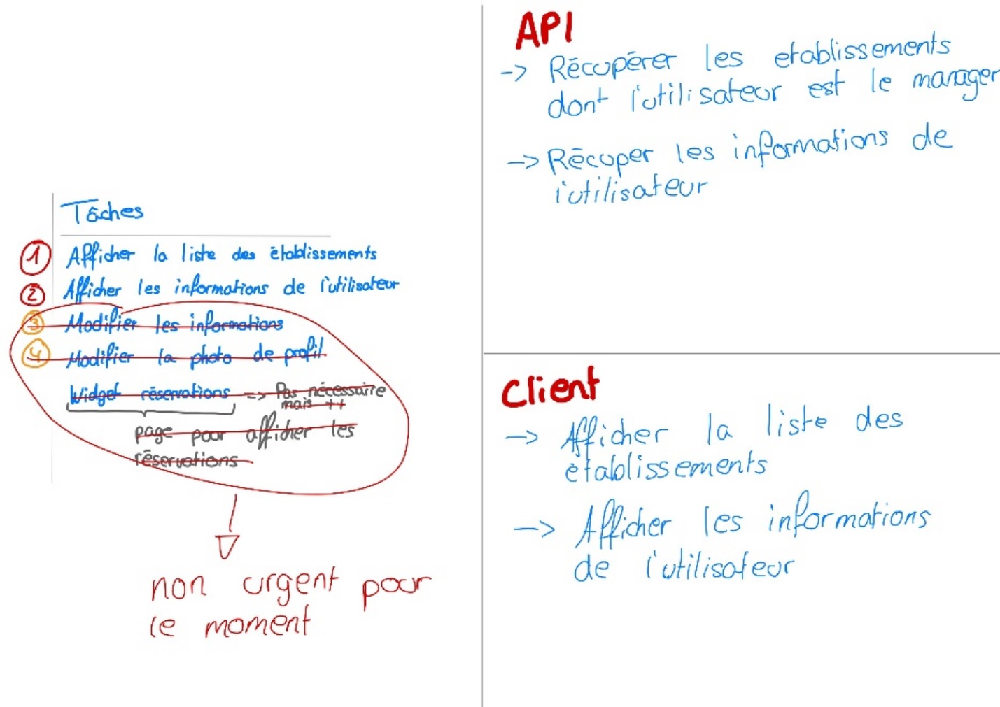 Tâches
1 Afficher la liste des établissements
2 Afficher les informations de l'utilisateur
3 Modifier les informations
4 Modifier la photo de profil
Widget réservations => Pas nécessaire
mais ++
page pour afficher les
réservations
non urgent pour
le moment
API
-> Récupérer les etablissements
dont l'utilisateur est le manager
-> Récuper les informations de
l'utilisateur
Client
-> Afficher la liste des
établissements
-> Afficher les informations
de l'utilisateur